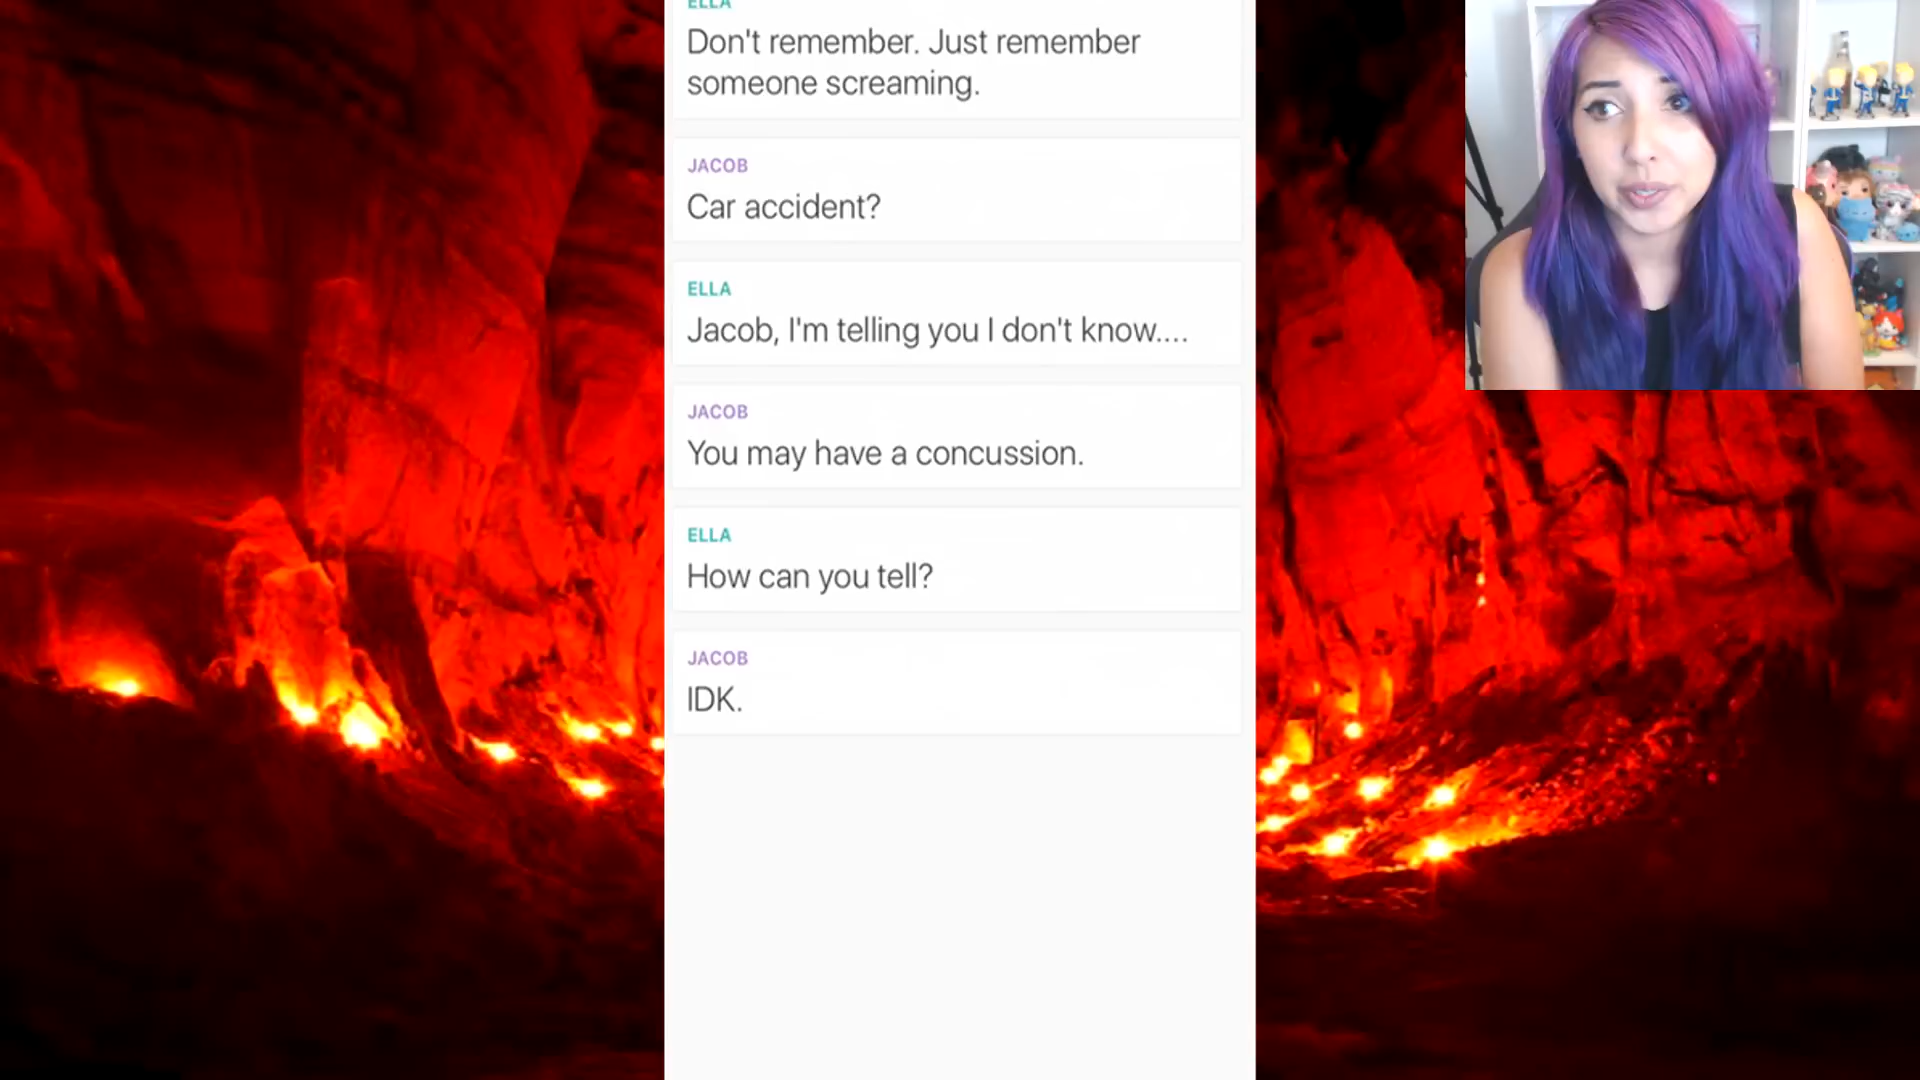 ELLA
Don't remember. Just remember
someone screaming.
JACOB
Car accident?
ELLA
Jacob, I'm telling you I don't know....
JACOB
You may have a concussion.
ELLA
How can you tell?
JACOB
IDK.